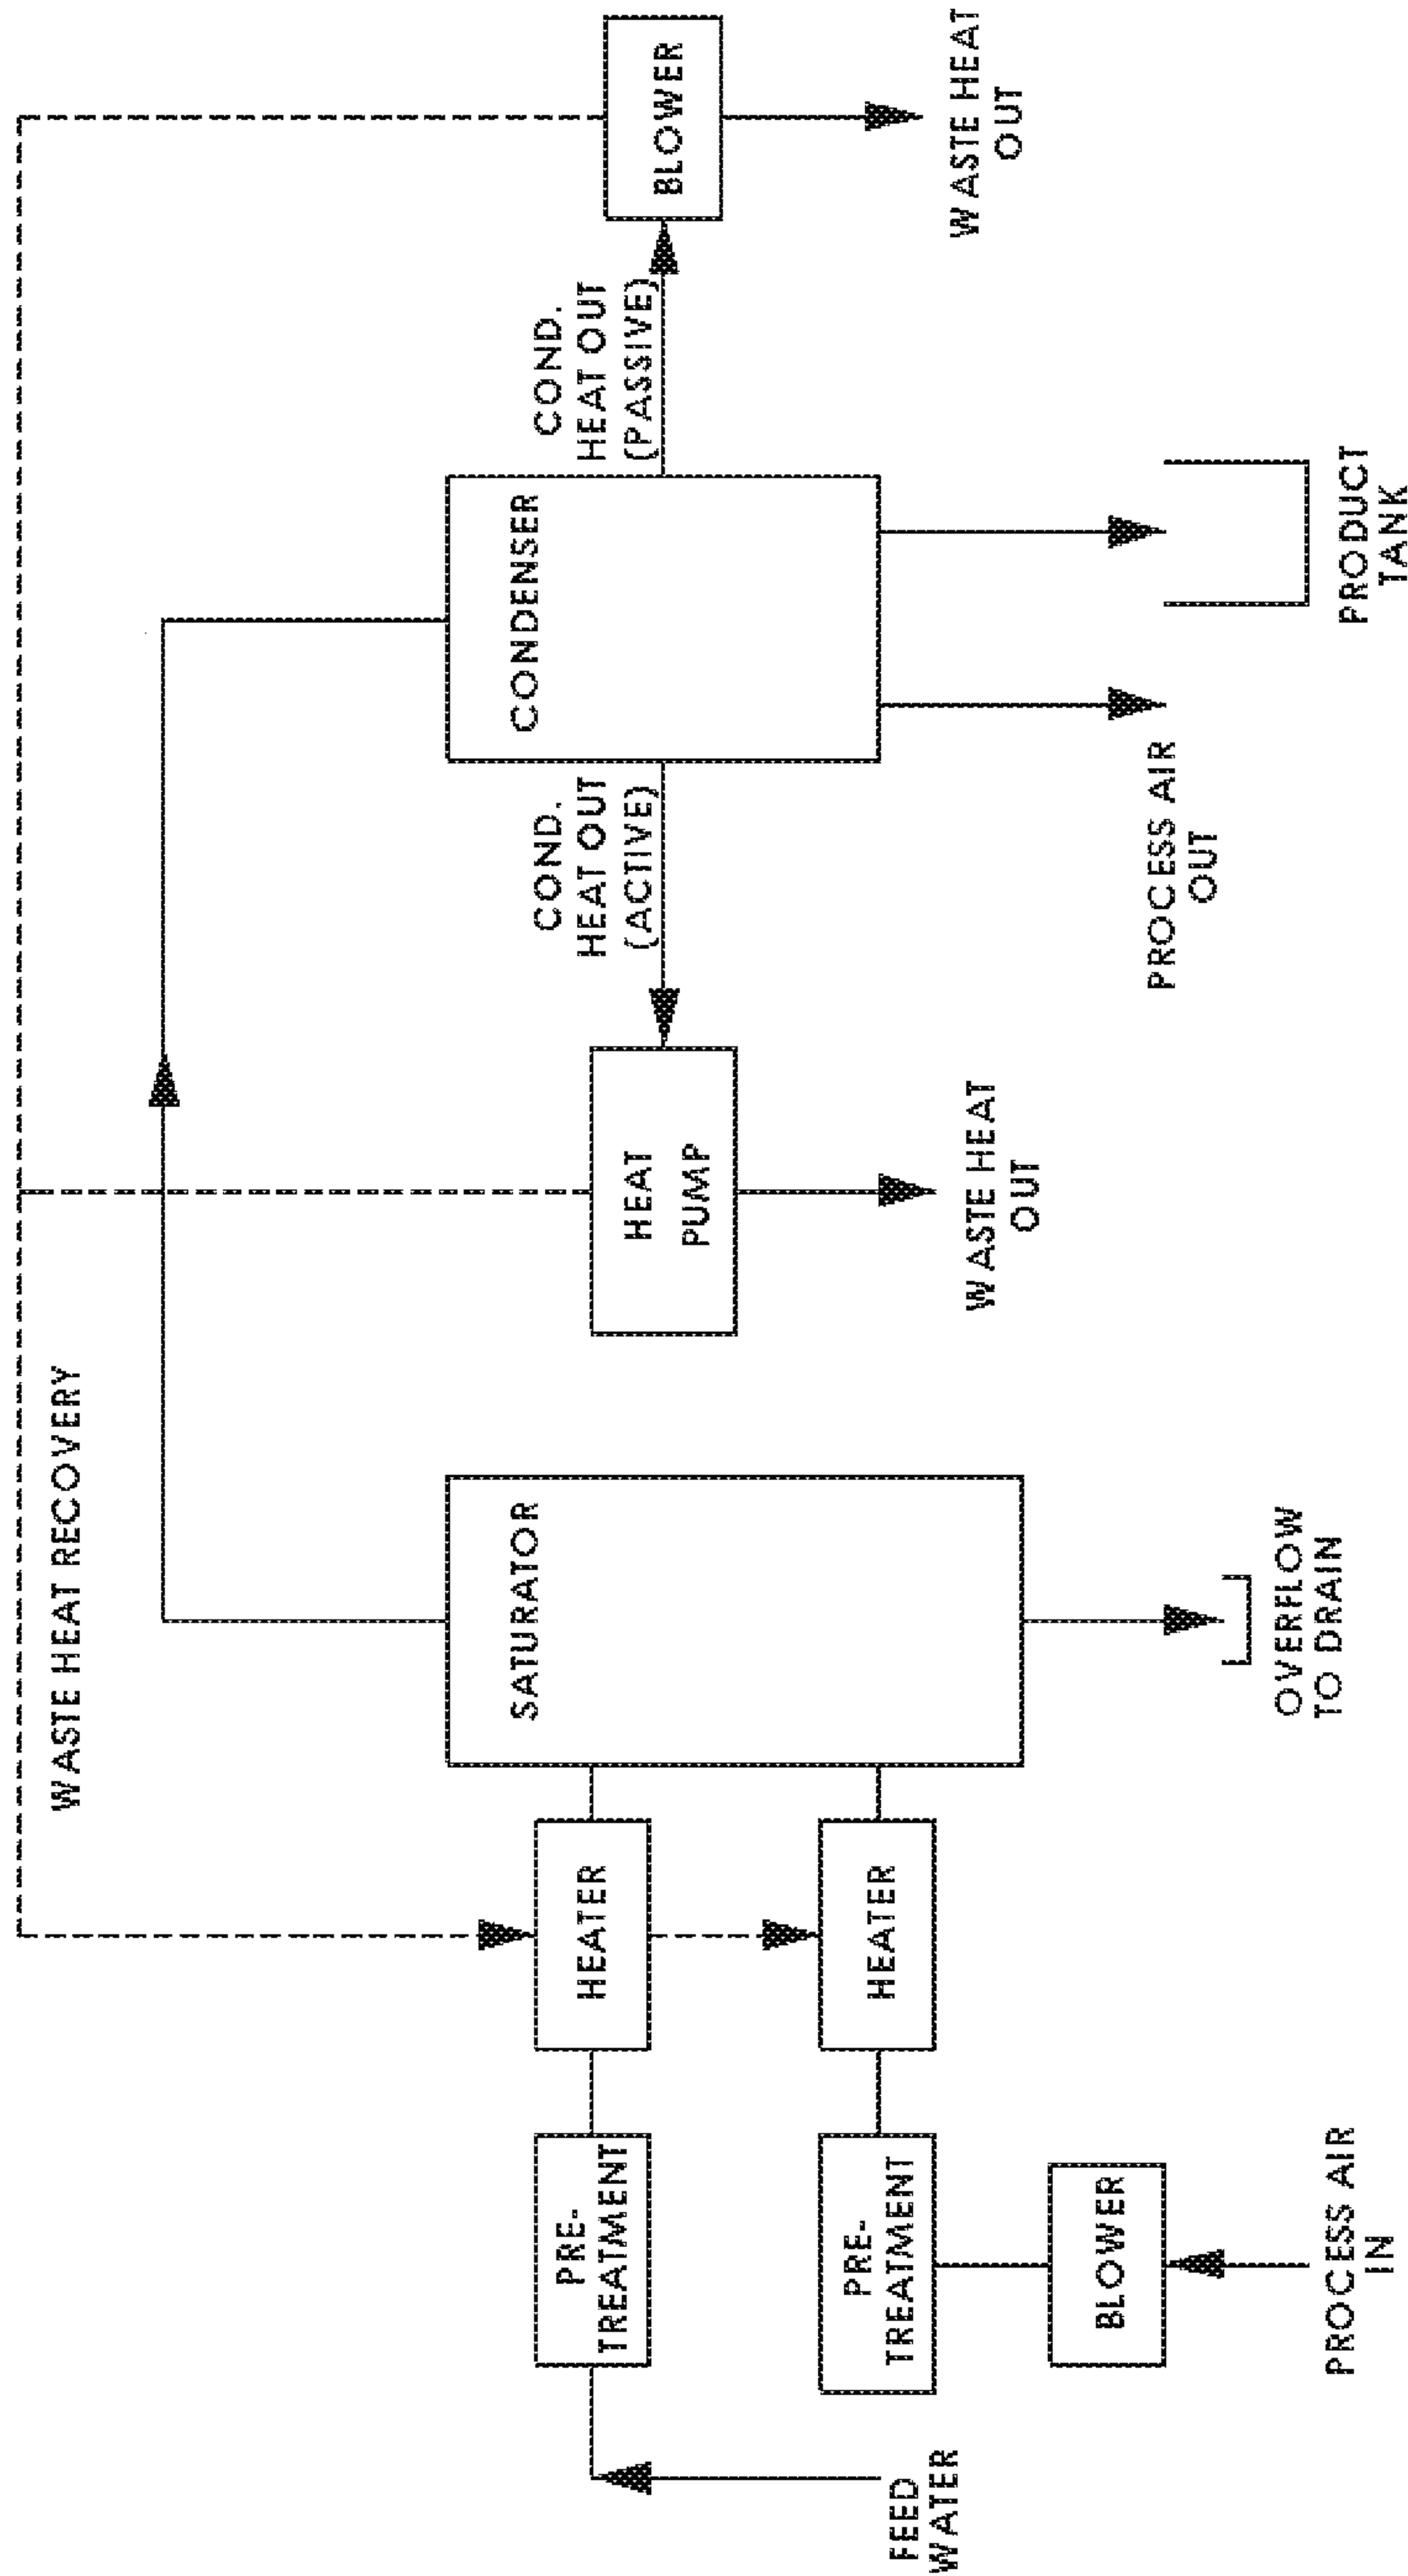 WASTE HEAT RECOVERY
FEED
WATER
PRE-
TREATMENT
HEATER
SATURATOR
PRE-
TREATMENT
HEATER
BLOWER
PROCESS AIR
IN
OVERFLOW
TO DRAIN
HEAT
PUMP
WASTE HEAT
OUT
COND.
HEAT OUT
(ACTIVE)
CONDENSER
PROCESS AIR
OUT
PRODUCT
TANK
COND.
HEAT OUT
(PASSIVE)
BLOWER
WASTE HEAT
OUT